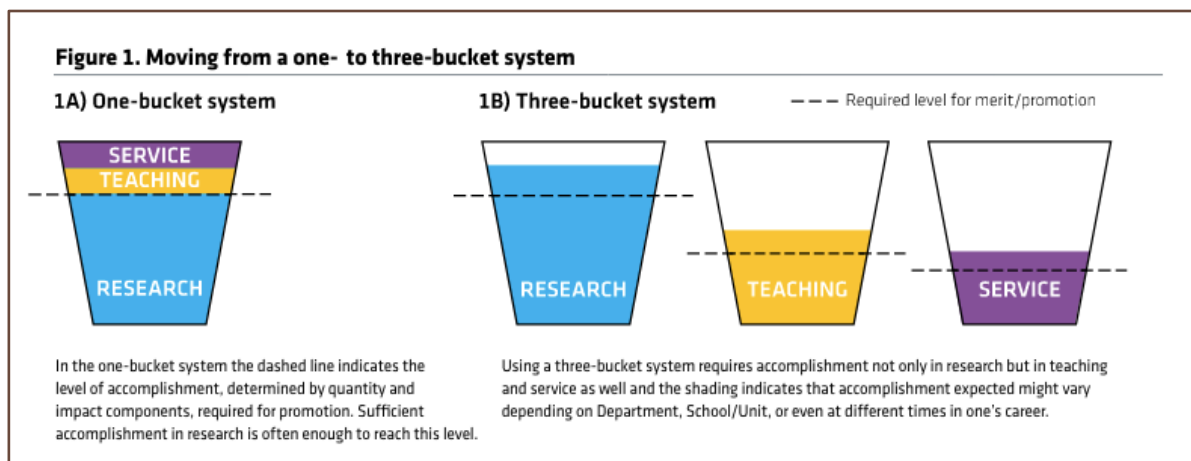 Figure 1. Moving from a one- to three-bucket system
1A) One-bucket system
SERVICE
TEACHING
RESEARCH
In the one-bucket system the dashed line indicates the
level of accomplishment, determined by quantity and
impact components, required for promotion. Sufficient
accomplishment in research is often enough to reach this level.
1B) Three-bucket system
Required level for merit/promotion
RESEARCH
TEACHING
SERVICE
Using a three-bucket system requires accomplishment not only in research but in teaching
and service as well and the shading indicates that accomplishment expected might vary
depending on Department, School/Unit, or even at different times in one's career.